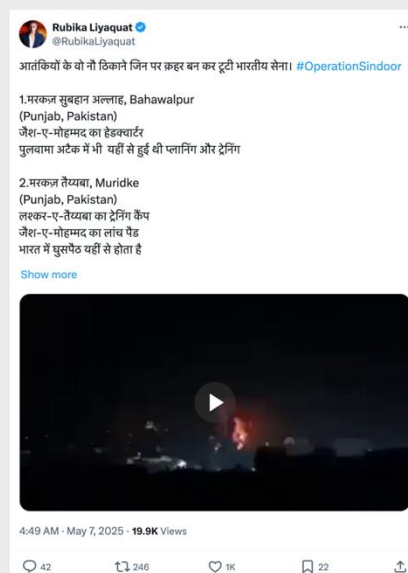 Rubika Liyaquat
@RubikaLiyaquat
आतंकियों के वो नौ ठिकाने जिन पर क़हर बन कर टूटी भारतीय सेना। #OperationSindoor
1.मरकज़ सुबहान अल्लाह, Bahawalpur
(Punjab, Pakistan)
जैश-ए-मोहम्मद का हेडक्वार्टर
पुलवामा अटैक में भी यहीं से हुई थी प्लानिंग और ट्रेनिंग
2.मरकज़ तैय्यबा, Muridke
(Punjab, Pakistan)
लश्कर-ए-तैय्यबा का ट्रेनिंग कैंप
जैश-ए-मोहम्मद का लांच पैड
भारत में घुसपैठ यहीं से होता है
Show more
4:49 AM · May 7, 2025 · 19.9K Views
42 246 1K 22